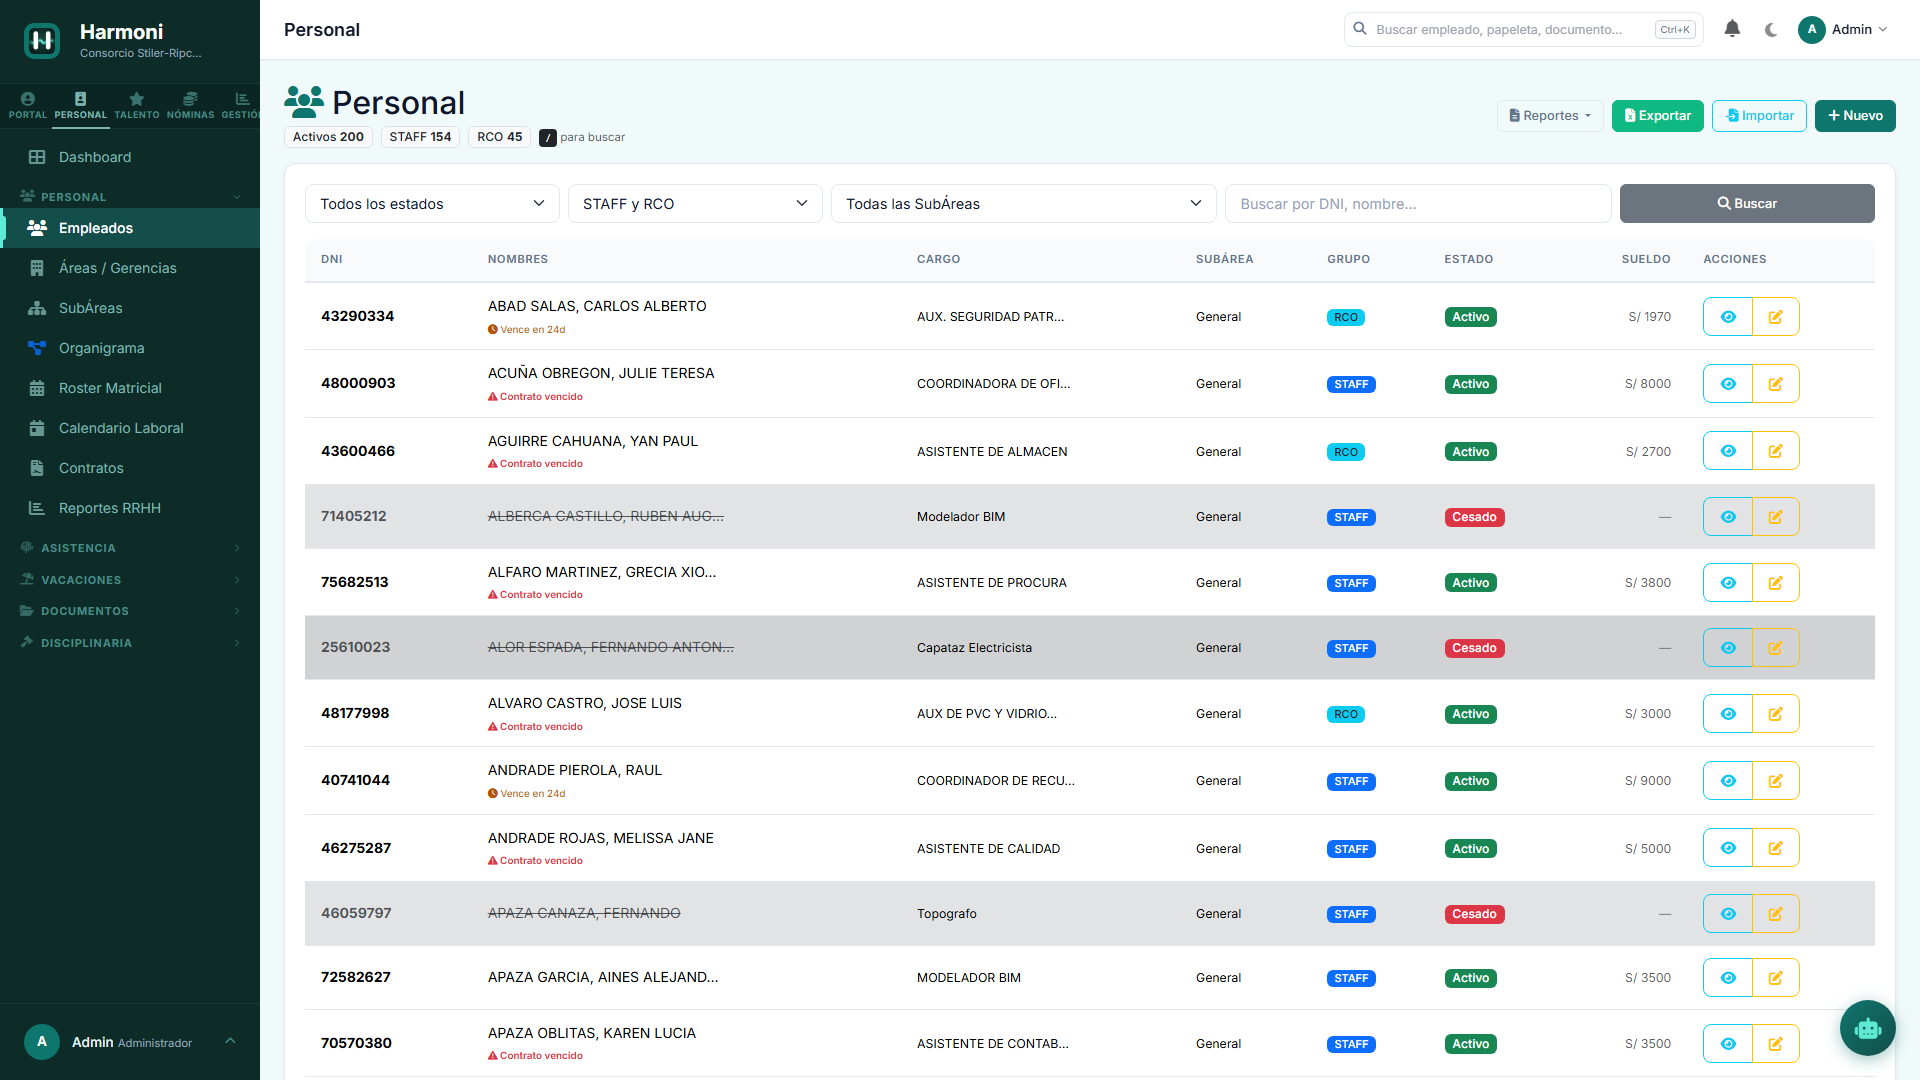 Harmoni
Consorcio Stiler-Ripc...
PORTAL PERSONAL TALENTO NÓMINAS GESTIÓN
Dashboard
PERSONAL
Empleados
Áreas / Gerencias
SubÁreas
Organigrama
Roster Matricial
Calendario Laboral
Contratos
Reportes RRHH
ASISTENCIA
VACACIONES
DOCUMENTOS
DISCIPLINARIA
A Admin Administrador
Personal
Buscar empleado, papeleta, documento... Ctrl+K
A Admin
Personal
Activos 200 STAFF 154 RCO 45 / para buscar
Reportes Exportar Importar + Nuevo
Todos los estados STAFF y RCO Todas las SubÁreas Buscar por DNI, nombre... Buscar
DNI NOMBRES CARGO SUBÁREA GRUPO ESTADO SUELDO ACCIONES
43290334 ABAD SALAS, CARLOS ALBERTO AUX. SEGURIDAD PATR... General RCO Activo S/ 1970
Vence en 24d
48000903 ACUÑA OBREGON, JULIE TERESA COORDINADORA DE OFI... General STAFF Activo S/ 8000
Contrato vencido
43600466 AGUIRRE CAHUANA, YAN PAUL ASISTENTE DE ALMACEN General RCO Activo S/ 2700
Contrato vencido
71405212 ALBERCA CASTILLO, RUBEN AUG... Modelador BIM General STAFF Cesado —
75682513 ALFARO MARTINEZ, GRECIA XIO... ASISTENTE DE PROCURA General STAFF Activo S/ 3800
Contrato vencido
25610023 ALOR ESPADA, FERNANDO ANTON... Capataz Electricista General STAFF Cesado —
48177998 ALVARO CASTRO, JOSE LUIS AUX DE PVC Y VIDRIO... General RCO Activo S/ 3000
Contrato vencido
40741044 ANDRADE PIEROLA, RAUL COORDINADOR DE RECU... General STAFF Activo S/ 9000
Vence en 24d
46275287 ANDRADE ROJAS, MELISSA JANE ASISTENTE DE CALIDAD General STAFF Activo S/ 5000
Contrato vencido
46059797 APAZA CANAZA, FERNANDO Topografo General STAFF Cesado —
72582627 APAZA GARCIA, AINES ALEJAND... MODELADOR BIM General STAFF Activo S/ 3500
70570380 APAZA OBLITAS, KAREN LUCIA ASISTENTE DE CONTAB... General STAFF Activo S/ 3500
Contrato vencido